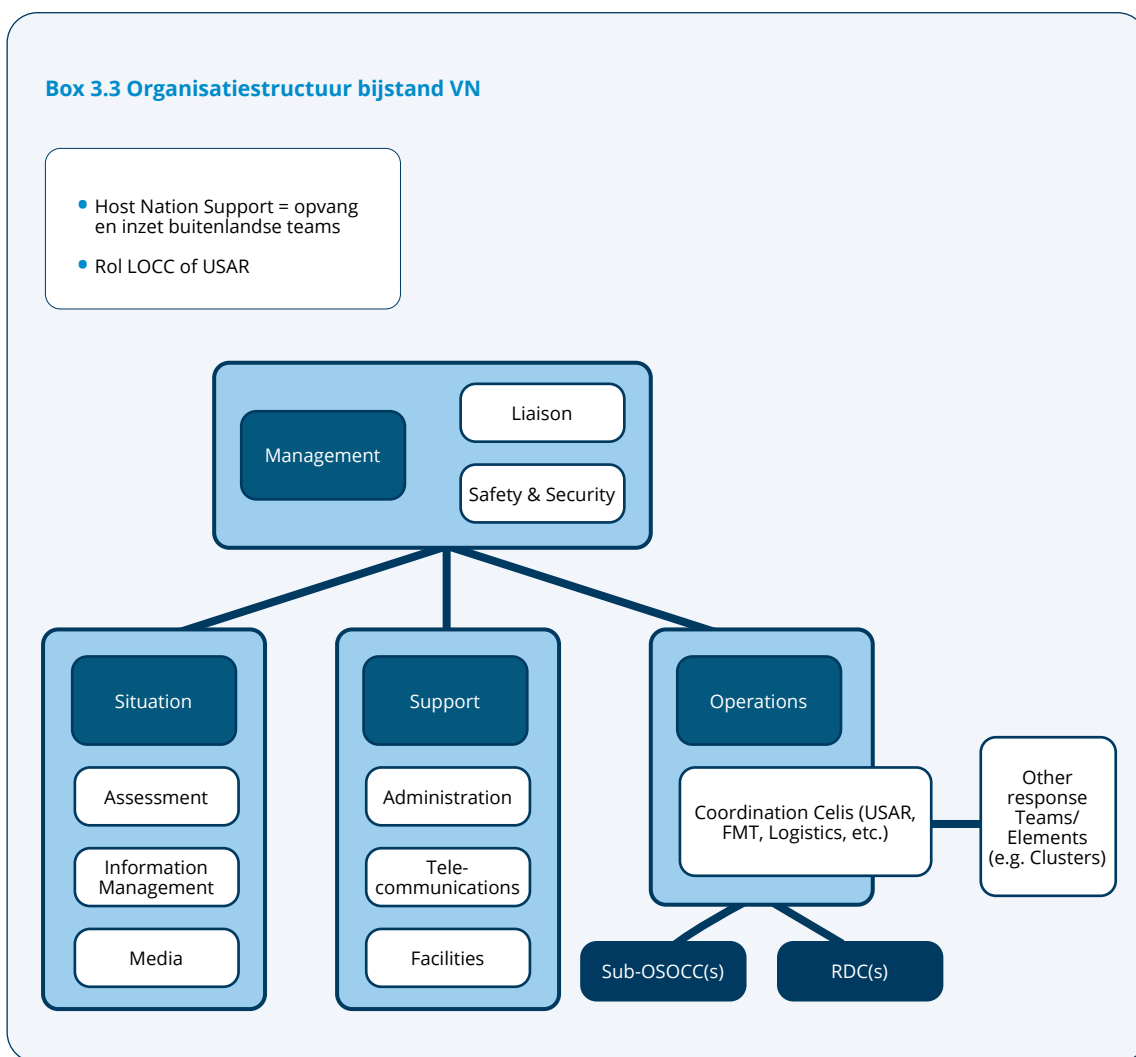 Box 3.3 Organisatiestructuur bijstand VN
• Host Nation Support = opvang
en inzet buitenlandse teams
• Rol LOCC of USAR
Management
Liaison
Safety & Security
Situation
Assessment
Information
Management
Media
Support
Administration
Tele-
communications
Facilities
Operations
Coordination Celis (USAR,
FMT, Logistics, etc.)
Other
response
Teams/
Elements
(e.g. Clusters)
Sub-OSOCC(s)
RDC(s)